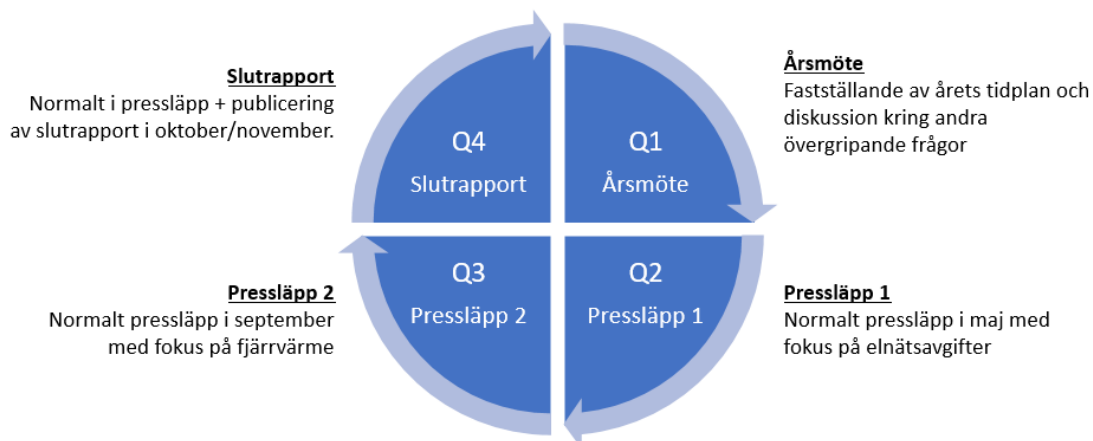 Slutrapport
Normalt i pressläpp + publicering
av slutrapport i oktober/november.
Årsmöte
Fastställande av årets tidplan och
diskussion kring andra
övergripande frågor
Q4
Slutrapport
Q1
Årsmöte
Q3
Pressläpp 2
Q2
Pressläpp 1
Pressläpp 2
Normalt pressläpp i september
med fokus på fjärrvärme
Pressläpp 1
Normalt pressläpp i maj med
fokus på elnätsavgifter